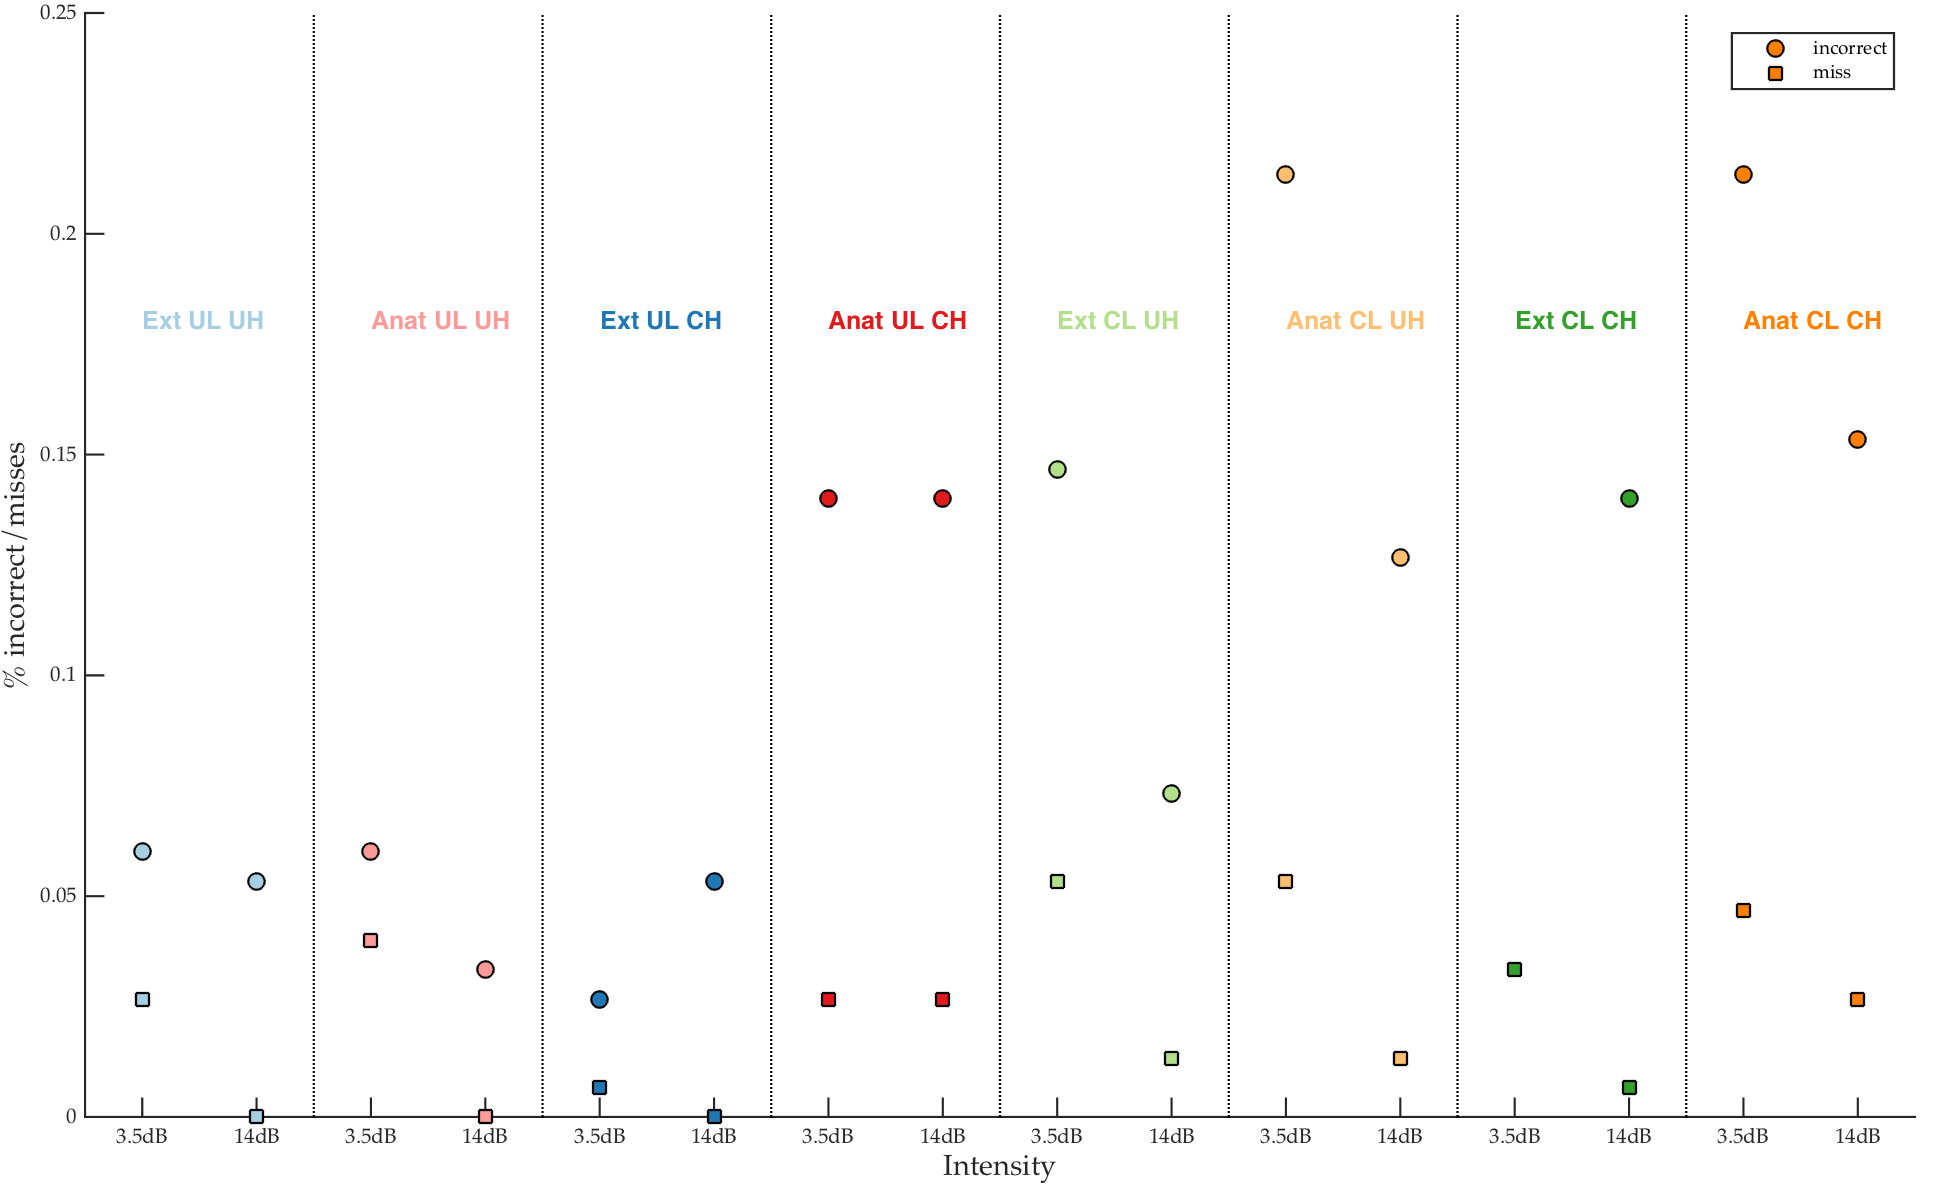 0.25
incorrect
miss
0.2
Ext UL UH Anat UL UH Ext UL CH Anat UL CH Ext CL UH Anat CL UH Ext CL CH Anat CL CH
0.15
% incorrect/misses
0.1
0.05
0
3.5dB 14dB 3.5dB 14dB 3.5dB 14dB 3.5dB 14dB 3.5dB 14dB 3.5dB 14dB 3.5dB 14dB 3.5dB 14dB
Intensity